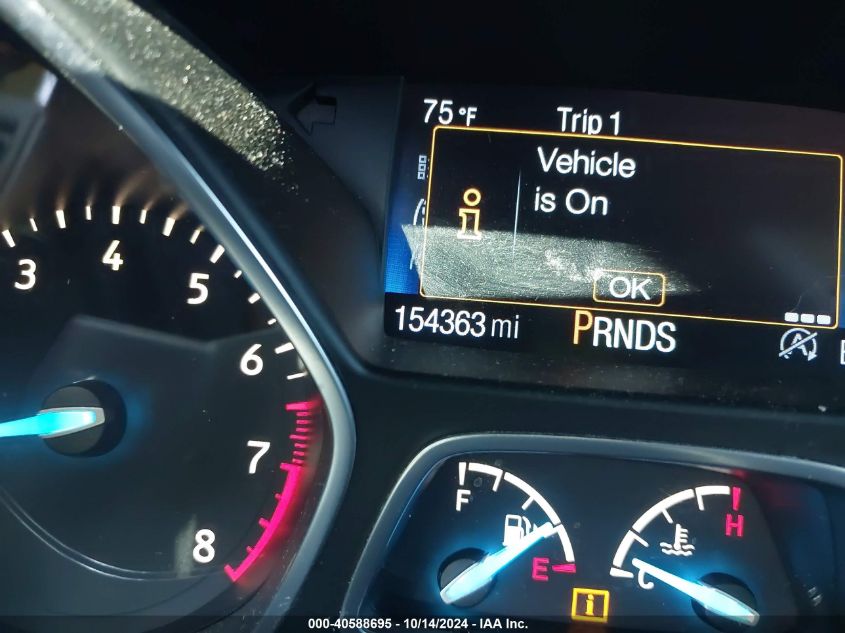 75°F Trip 1
Vehicle
is On
i
OK
154363 mi PRNDS
A
3 4 5 6 7 8
F
E
C
H
i
000-40588695 - 10/14/2024 - IAA Inc.